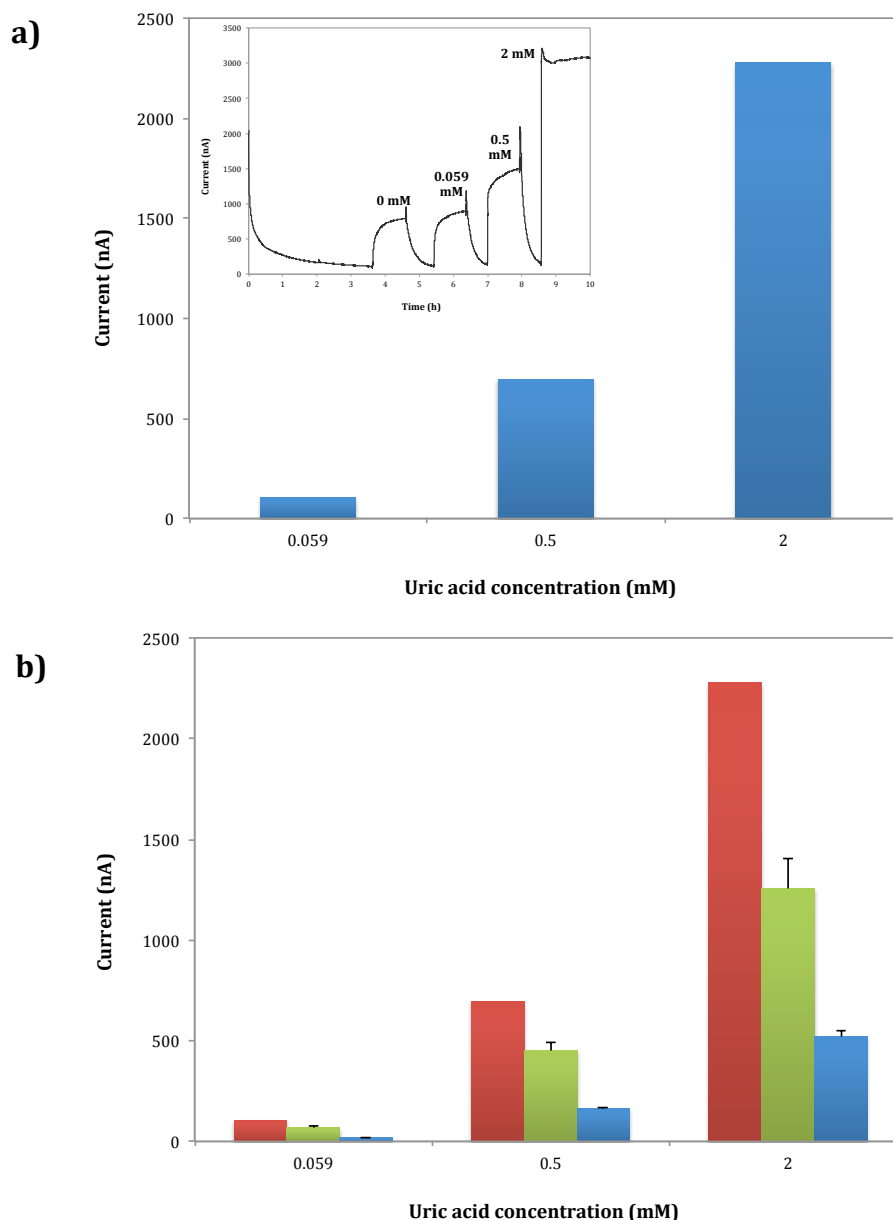 a)
Current (nA)
2500
2000
1500
1000
500
0
Current (nA)
3500
3000
2500
2000
1500
1000
500
0
0 mM
0.059
mM
0.5
mM
2 mM
0 1 2 3 4 5 6 7 8 9 10
Time (h)
0.059 0.5 2
Uric acid concentration (mM)
b)
Current (nA)
2500
2000
1500
1000
500
0
0.059 0.5 2
Uric acid concentration (mM)